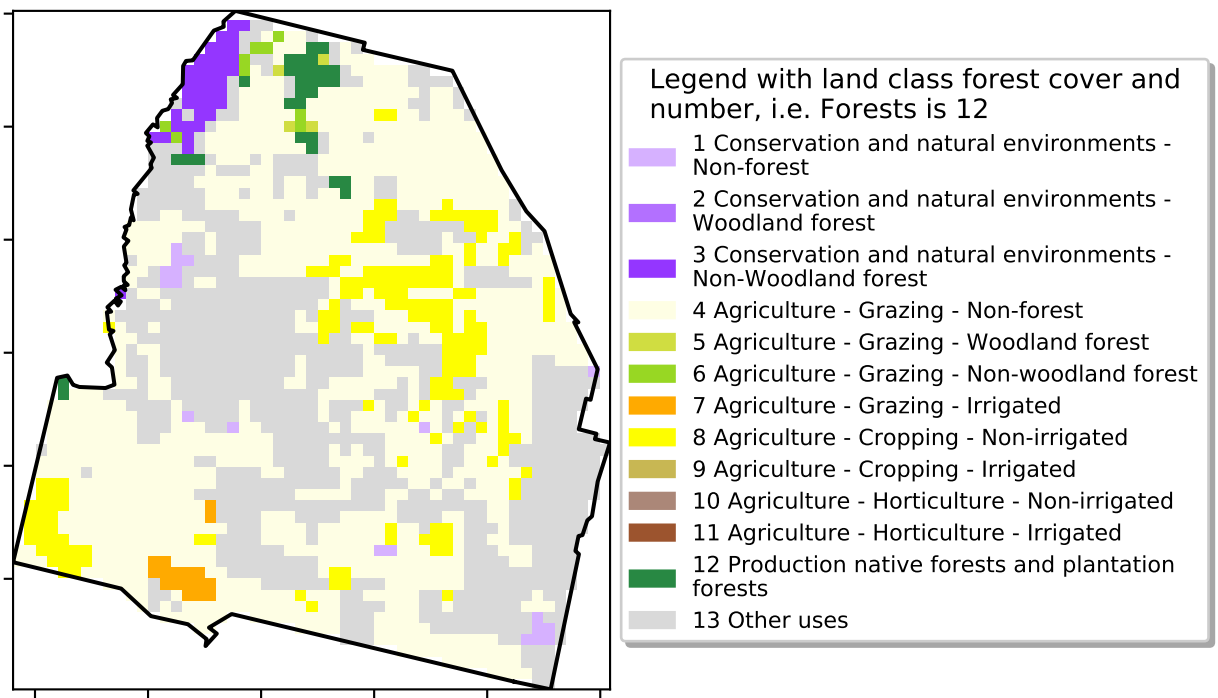 Legend with land class forest cover and
number, i.e. Forests is 12
1 Conservation and natural environments -
Non-forest
2 Conservation and natural environments -
Woodland forest
3 Conservation and natural environments -
Non-Woodland forest
4 Agriculture - Grazing - Non-forest
5 Agriculture - Grazing - Woodland forest
6 Agriculture - Grazing - Non-woodland forest
7 Agriculture - Grazing - Irrigated
8 Agriculture - Cropping - Non-irrigated
9 Agriculture - Cropping - Irrigated
10 Agriculture - Horticulture - Non-irrigated
11 Agriculture - Horticulture - Irrigated
12 Production native forests and plantation
forests
13 Other uses